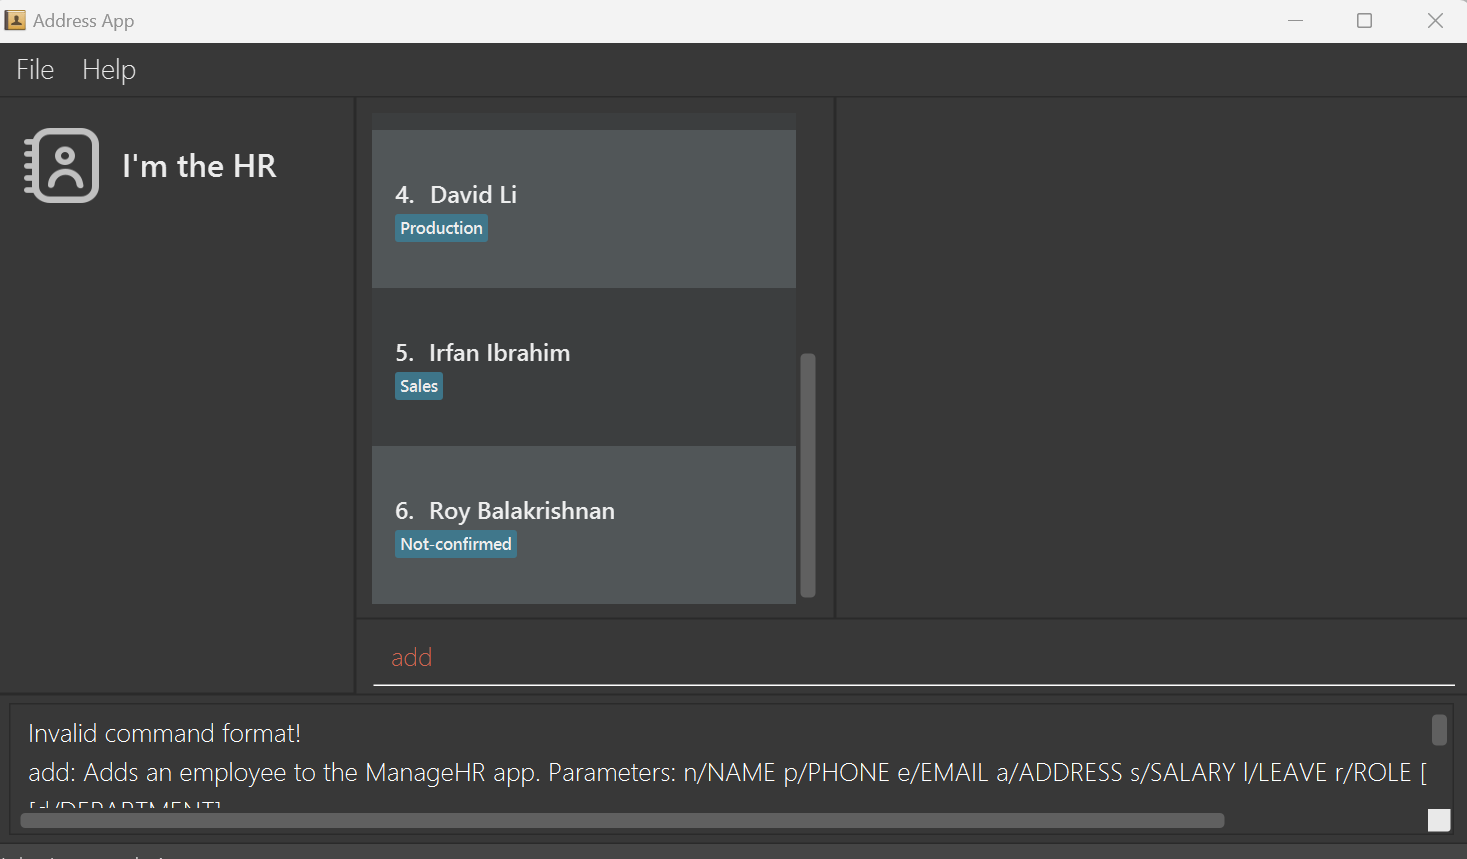 Address App
File Help
I'm the HR
4. David Li
Production
5. Irfan Ibrahim
Sales
6. Roy Balakrishnan
Not-confirmed
add
Invalid command format!
add: Adds an employee to the ManageHR app. Parameters: n/NAME p/PHONE e/EMAIL a/ADDRESS s/SALARY l/LEAVE r/ROLE [
[d/DEPARTMENT]